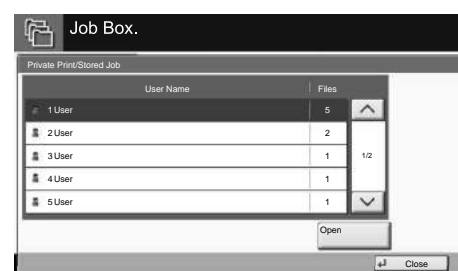 Job Box.
Private Print/Stored Job
User Name Files
1 User 5
2 User 2
3 User 1
1/2
4 User 1
5 User 1
Open
Close